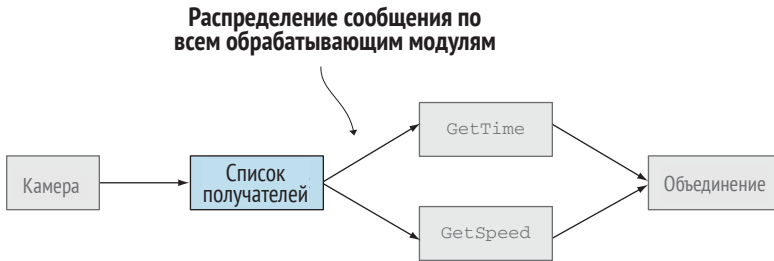 Распределение сообщения по
всем обрабатывающим модулям
GetTime
Камера
Список
получателей
Объединение
GetSpeed